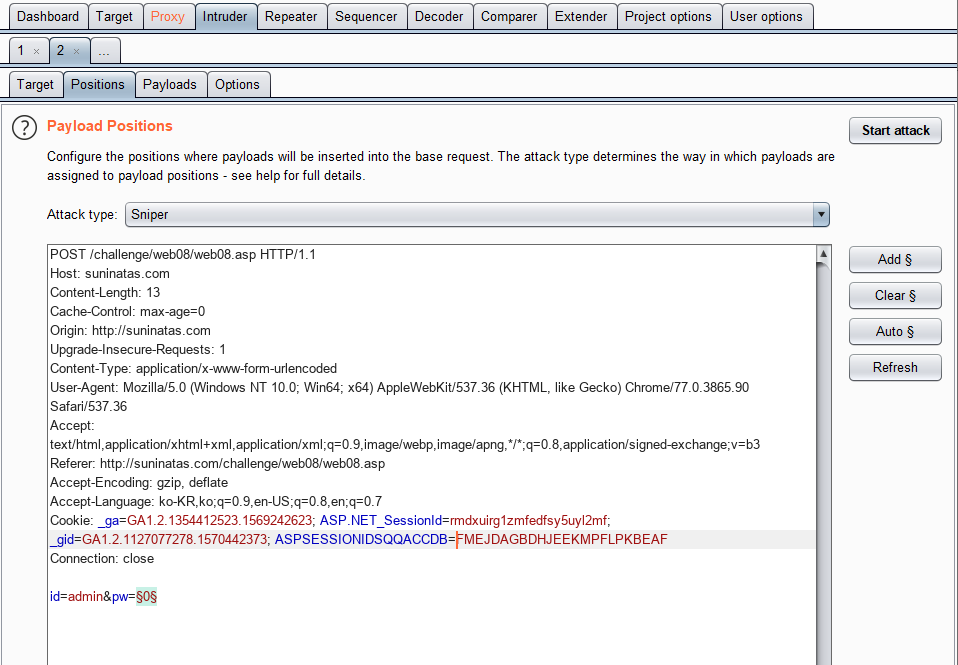 Dashboard Target Proxy Intruder Repeater Sequencer Decoder Comparer Extender Project options User options
1 × 2 × ...
Target Positions Payloads Options
? Payload Positions
Start attack
Configure the positions where payloads will be inserted into the base request. The attack type determines the way in which payloads are
assigned to payload positions - see help for full details.
Attack type: Sniper
POST /challenge/web08/web08.asp HTTP/1.1
Host: suninatas.com
Content-Length: 13
Cache-Control: max-age=0
Origin: http://suninatas.com
Upgrade-Insecure-Requests: 1
Content-Type: application/x-www-form-urlencoded
User-Agent: Mozilla/5.0 (Windows NT 10.0; Win64; x64) AppleWebKit/537.36 (KHTML, like Gecko) Chrome/77.0.3865.90
Safari/537.36
Accept:
text/html,application/xhtml+xml,application/xml;q=0.9,image/webp,image/apng,*/*;q=0.8,application/signed-exchange;v=b3
Referer: http://suninatas.com/challenge/web08/web08.asp
Accept-Encoding: gzip, deflate
Accept-Language: ko-KR,ko;q=0.9,en-US;q=0.8,en;q=0.7
Cookie: _ga=GA1.2.1354412523.1569242623; ASP.NET_SessionId=rmdxuirg1zmfedfsy5uyl2mf;
_gid=GA1.2.1127077278.1570442373; ASPSESSIONIDSQQACCDB=FMEJDAGBDHJEEKMPFLPKBEAF
Connection: close
id=admin&pw=§0§
Add §
Clear §
Auto §
Refresh